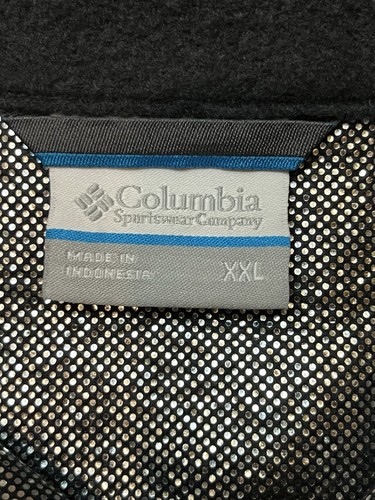 Columbia
Sportswear Company
MADE IN
INDONESIA
XXL